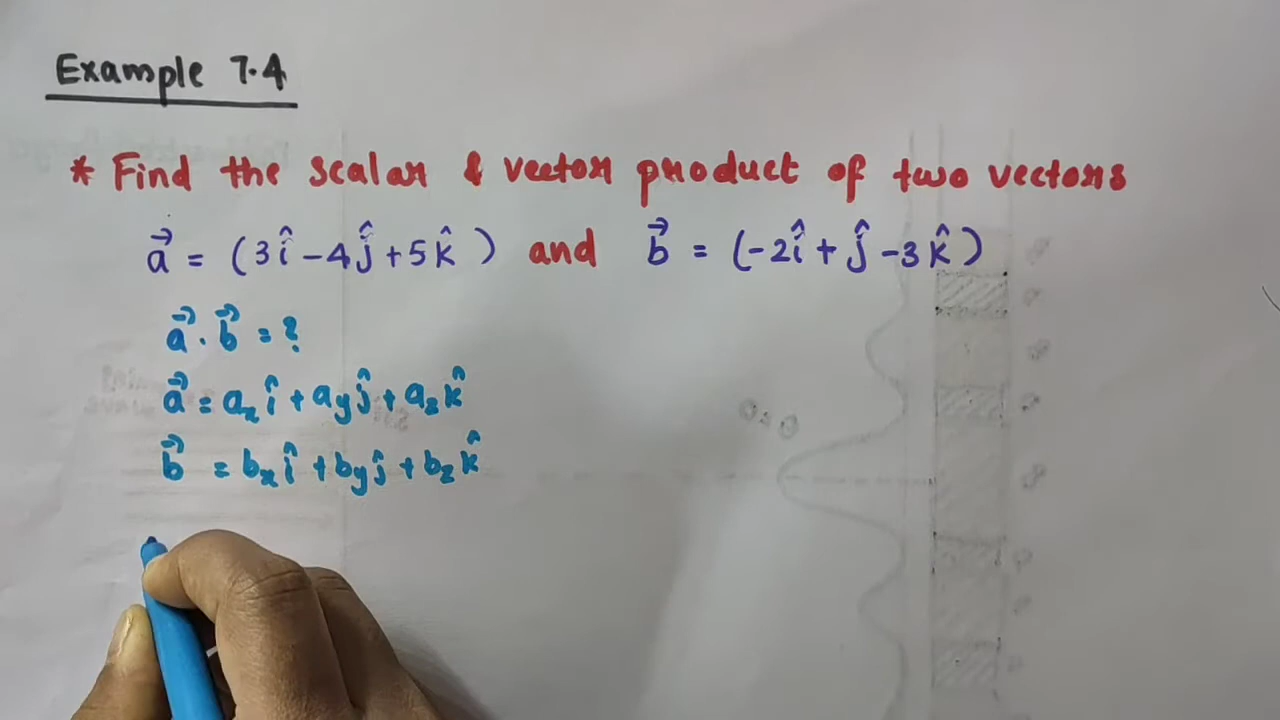 Example 7.4
* Find the scalar & vector product of two vectors
a⃗ = (3î - 4ĵ + 5k̂) and b⃗ = (-2î + ĵ - 3k̂)
a⃗ . b⃗ = ?
a⃗ = aₓî + a_yĵ + a_zk̂
b⃗ = bₓî + b_yĵ + b_zk̂